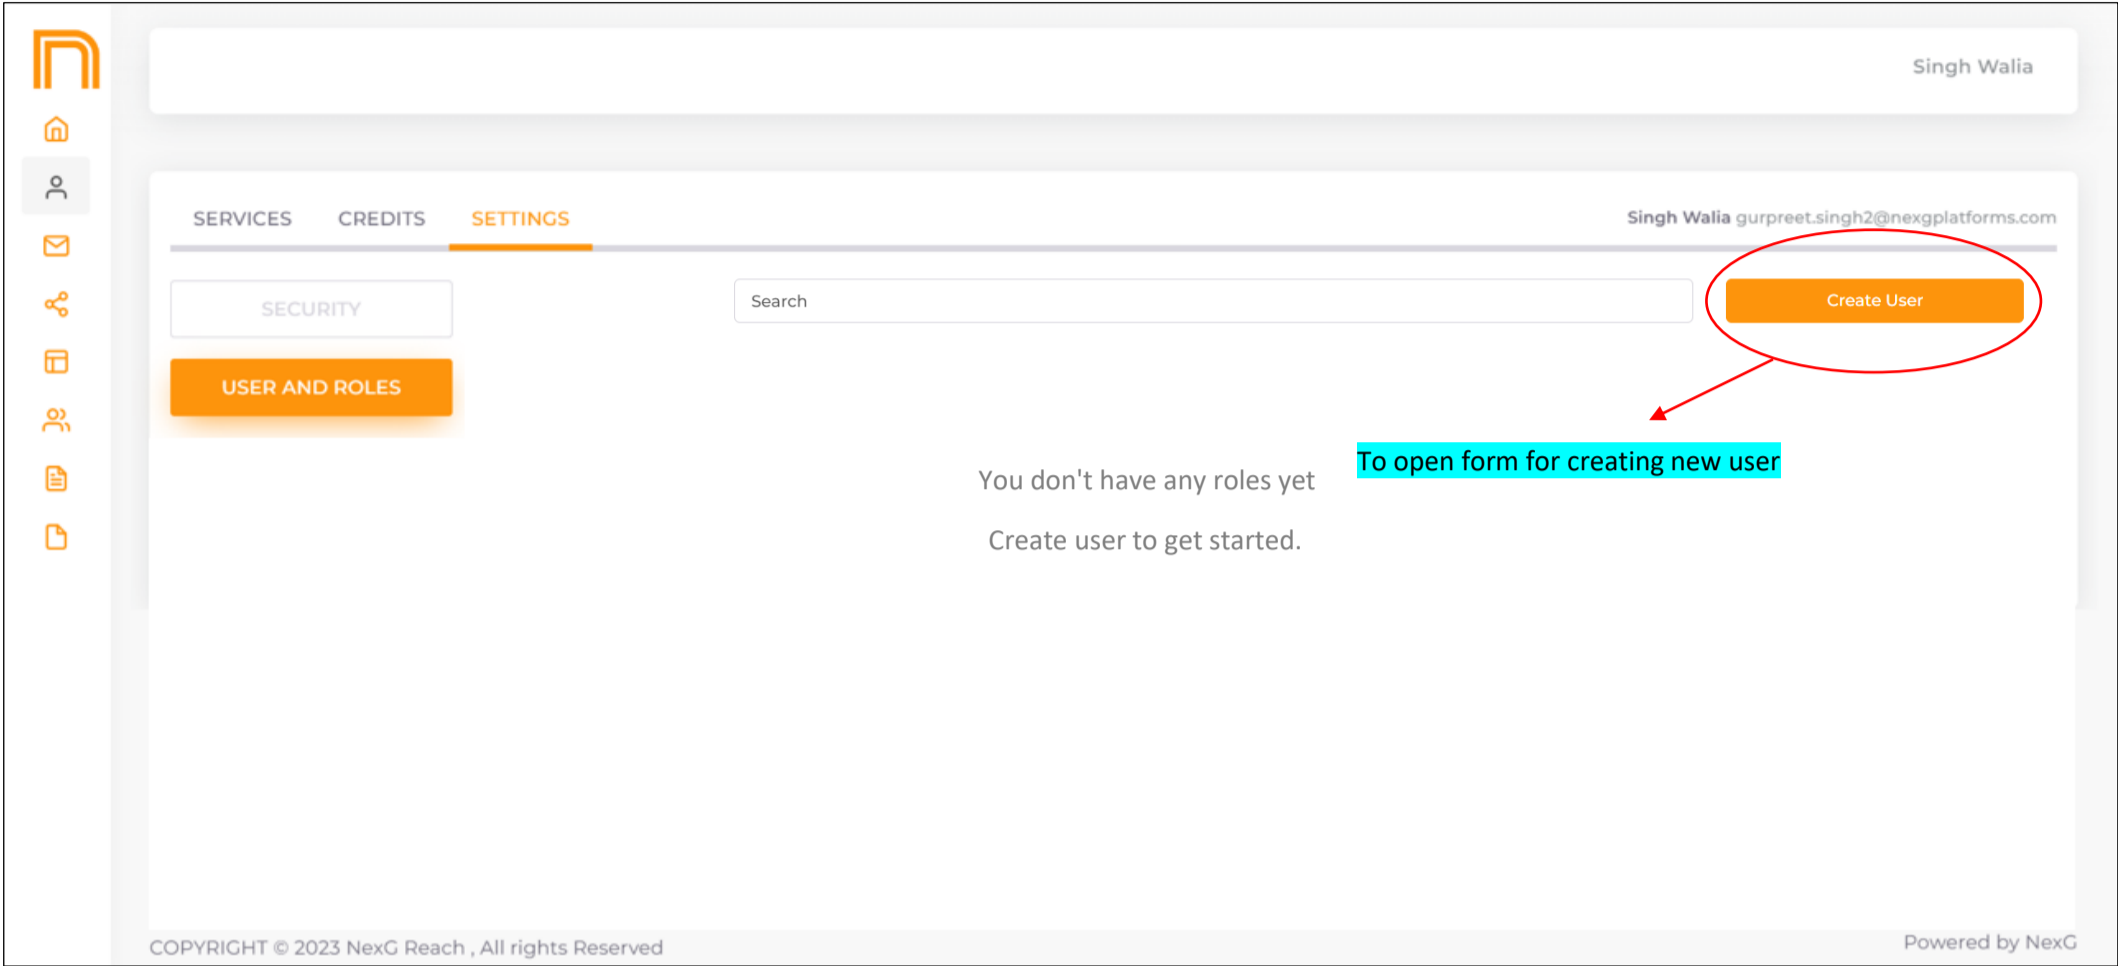 Singh Walia
SERVICES CREDITS SETTINGS
Singh Walia gurpreet.singh2@nexgplatforms.com
SECURITY
Search
Create User
USER AND ROLES
To open form for creating new user
You don't have any roles yet
Create user to get started.
COPYRIGHT © 2023 NexG Reach , All rights Reserved
Powered by NexG